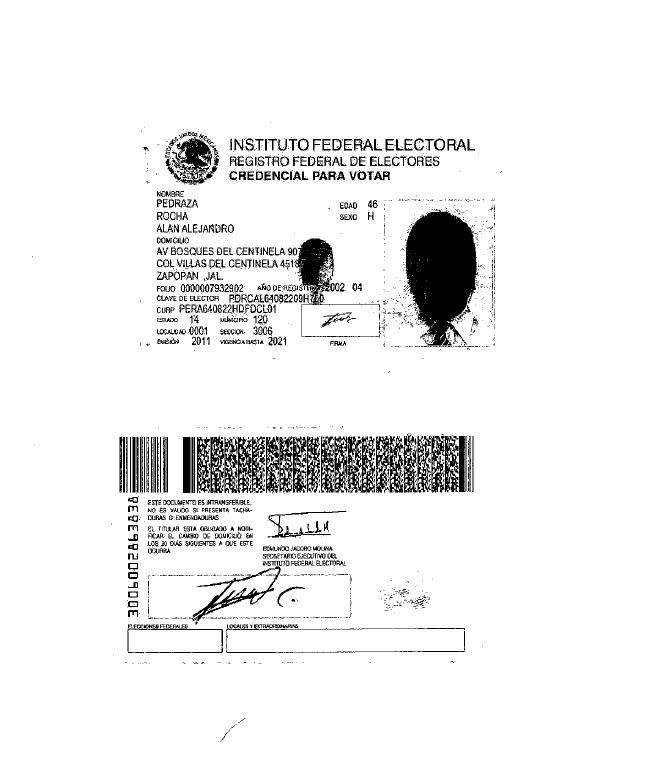 INSTITUTO FEDERAL ELECTORAL
REGISTRO FEDERAL DE ELECTORES
CREDENCIAL PARA VOTAR
NOMBRE
PEDRAZA
ROCHA
ALAN ALEJANDRO
EDAD 46
SEXO H
DOMICILIO
AV BOSQUES DEL CENTINELA 907
COL VILLAS DEL CENTINELA 4518
ZAPOPAN ,JAL.
FOLIO 0000007932902 AÑO DE REGISTRO 2002 04
CLAVE DE ELECTOR PDRCAL64082209H700
CURP PERA640822HDFDCL01
ESTADO 14 MUNICIPIO 120
LOCALIDAD 0001 SECCION 3006
EMISIÓN 2011 VIGENCIA HASTA 2021
FIRMA
ESTE DOCUMENTO ES INTRANSFERIBLE,
NO ES VALIDO SI PRESENTA TACHA-
DURAS O ENMENDADURAS
EL TITULAR ESTA OBLIGADO A NOTI-
FICAR EL CAMBIO DE DOMICILIO EN
LOS 30 DIAS SIGUIENTES A QUE ESTE
OCURRA
EDMUNDO JACOBO MOLINA
SECRETARIO EJECUTIVO DEL
INSTITUTO FEDERAL ELECTORAL
ELECCIONES FEDERALES
LOCALES Y EXTRAORDINARIAS